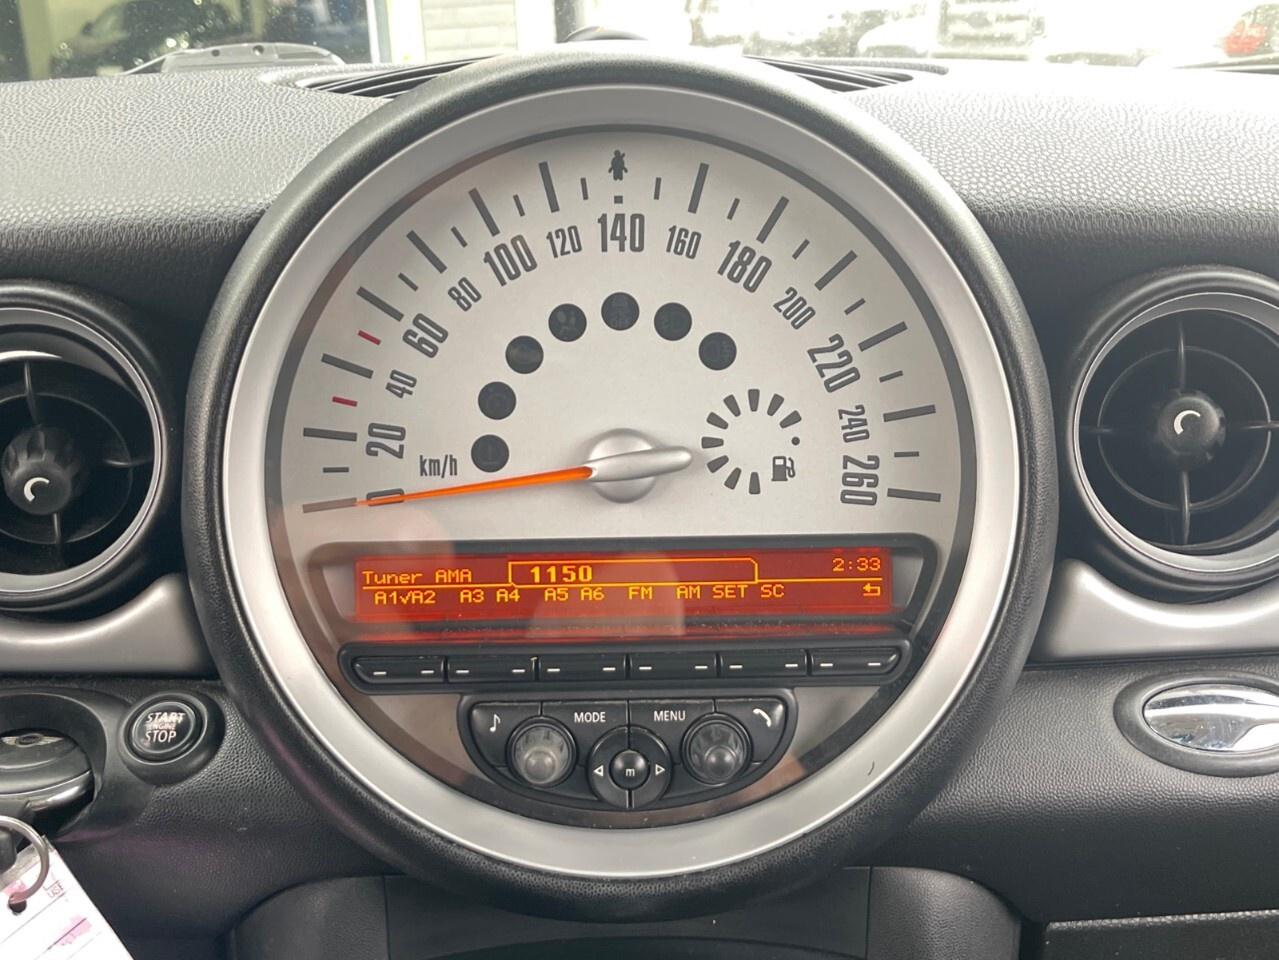 0
20
40
60
80
100
120
140
160
180
200
220
240
260
km/h
Tuner AMA 1150 2:33
A1√A2 A3 A4 A5 A6 FM AM SET SC
MODE MENU
m
START
ENGINE
STOP